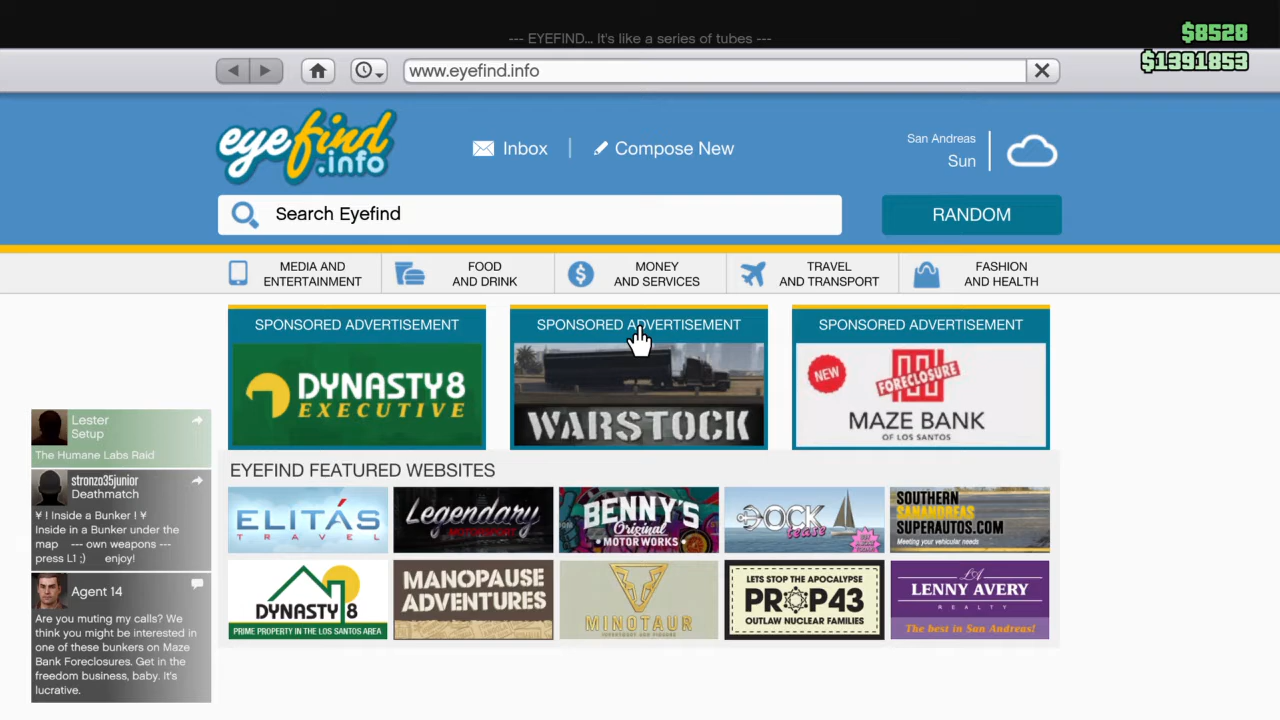 --- EYEFIND... It's like a series of tubes ---
$8528
$1391853
www.eyefind.info
eyefind
.info
Inbox
Compose New
San Andreas
Sun
Search Eyefind
RANDOM
MEDIA AND
ENTERTAINMENT
FOOD
AND DRINK
MONEY
AND SERVICES
TRAVEL
AND TRANSPORT
FASHION
AND HEALTH
SPONSORED ADVERTISEMENT
DYNASTY8
EXECUTIVE
SPONSORED ADVERTISEMENT
WARSTOCK
SPONSORED ADVERTISEMENT
NEW
FORECLOSURE
MAZE BANK
OF LOS SANTOS
EYEFIND FEATURED WEBSITES
ELITÁS
TRAVEL
Legendary
MOTORSPORT
BENNY'S
Original
MOTOR WORKS
DOCK
tease
SOUTHERN
SANANDREAS
SUPERAUTOS.COM
Meeting your vehicular needs
DYNASTY 8
PRIME PROPERTY IN THE LOS SANTOS AREA
MANOPAUSE
ADVENTURES
MINOTAUR
LETS STOP THE APOCALYPSE
PROP43
OUTLAW NUCLEAR FAMILIES
LA
LENNY AVERY
REALTY
The best in San Andreas!
Lester
Setup
The Humane Labs Raid
stronzo35junior
Deathmatch
¥ ! Inside a Bunker ! ¥
Inside in a Bunker under the
map --- own weapons ---
press L1 ;) enjoy!
Agent 14
Are you muting my calls? We
think you might be interested in
one of these bunkers on Maze
Bank Foreclosures. Get in the
freedom business, baby. It's
lucrative.